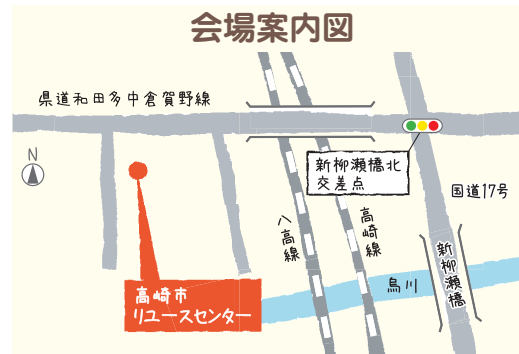 会場案内図
県道和田多中倉賀野線
N
新柳瀬橋北
交差点
国道17号
八高線
高崎線
新柳瀬橋
烏川
高崎市
リユースセンター